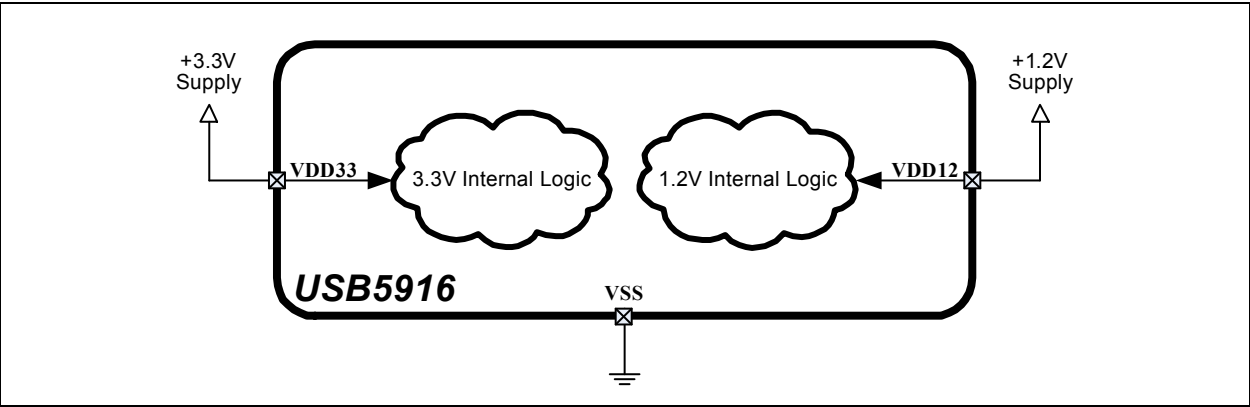 +3.3V
Supply
+1.2V
Supply
VDD33
3.3V Internal Logic
1.2V Internal Logic
VDD12
USB5916
VSS